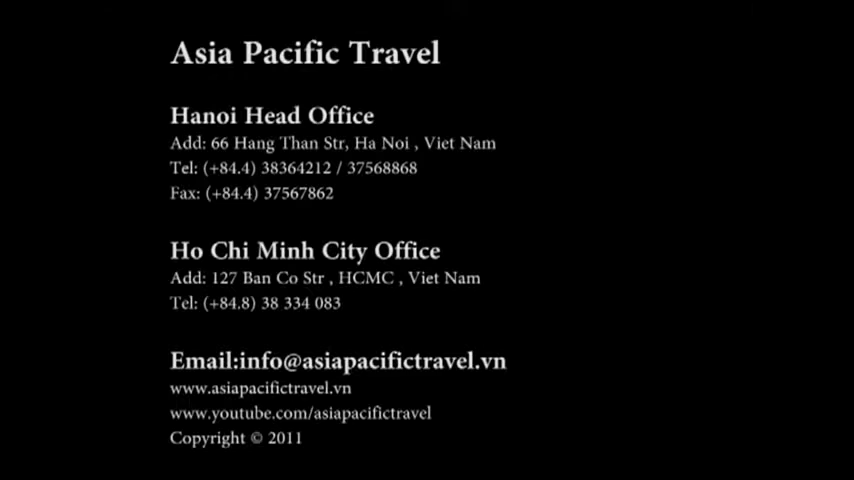 Asia Pacific Travel
Hanoi Head Office
Add: 66 Hang Than Str, Ha Noi , Viet Nam
Tel: (+84.4) 38364212 / 37568868
Fax: (+84.4) 37567862
Ho Chi Minh City Office
Add: 127 Ban Co Str , HCMC , Viet Nam
Tel: (+84.8) 38 334 083
Email:info@asiapacifictravel.vn
www.asiapacifictravel.vn
www.youtube.com/asiapacifictravel
Copyright © 2011